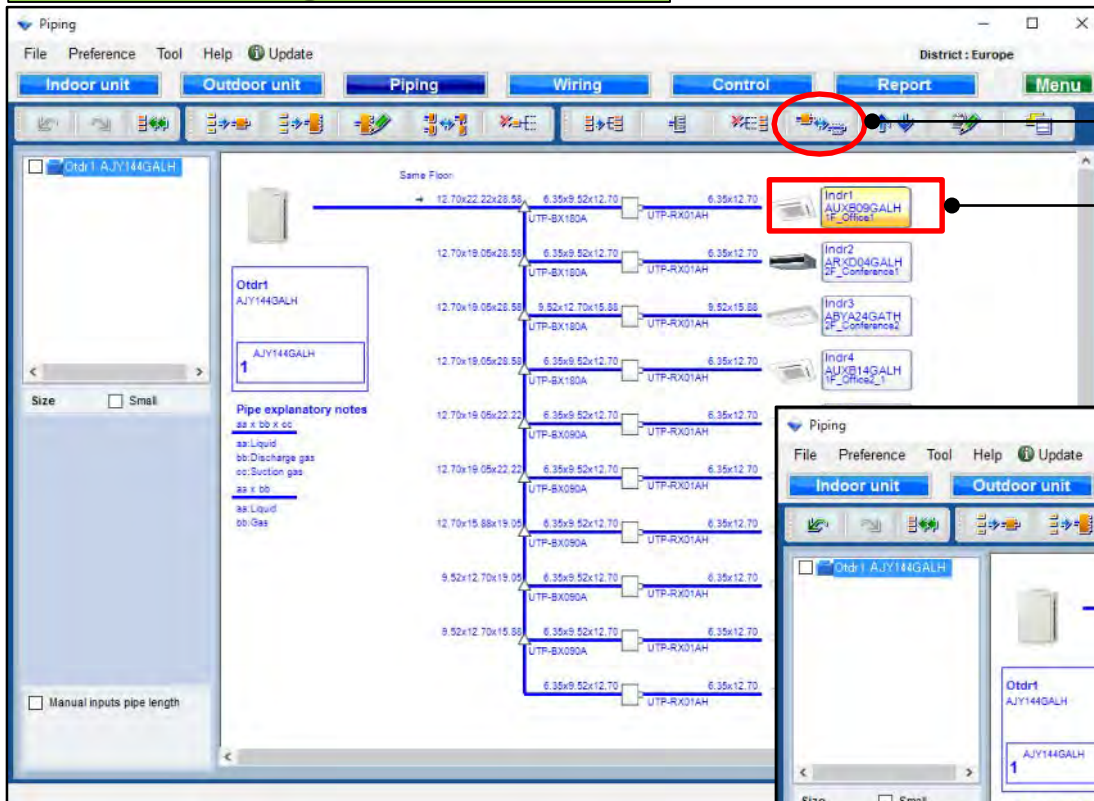 Piping
File Preference Tool Help Update
District : Europe
Indoor unit Outdoor unit Piping Wiring Control Report Menu
Otdr1 AJY144GALH
Size Small
Manual inputs pipe length
Same Floor
Otdr1
AJY144GALH
AJY144GALH
1
Pipe explanatory notes
aa x bb x cc
aa:Liquid
bb:Discharge gas
cc:Suction gas
aa x bb
aa:Liquid
bb:Gas
12.70x22.22x28.58 6.35x9.52x12.70 6.35x12.70
UTP-BX180A UTP-RX01AH
Indr1
AUXB09GALH
1F_Office1
12.70x19.05x28.58 6.35x9.52x12.70 6.35x12.70
UTP-BX180A UTP-RX01AH
Indr2
ARXD04GALH
2F_Conference1
12.70x19.05x28.58 9.52x12.70x15.88 9.52x15.88
UTP-BX180A UTP-RX01AH
Indr3
ABYA24GATH
2F_Conference2
12.70x19.05x28.58 6.35x9.52x12.70 6.35x12.70
UTP-BX180A UTP-RX01AH
Indr4
AUXB14GALH
1F_Office2_1
12.70x19.05x22.22 6.35x9.52x12.70 6.35x12.70
UTP-BX090A UTP-RX01AH
12.70x19.05x22.22 6.35x9.52x12.70 6.35x12.70
UTP-BX090A UTP-RX01AH
12.70x15.88x19.05 6.35x9.52x12.70 6.35x12.70
UTP-BX090A UTP-RX01AH
9.52x12.70x19.05 6.35x9.52x12.70 6.35x12.70
UTP-BX090A UTP-RX01AH
9.52x12.70x15.88 6.35x9.52x12.70 6.35x12.70
UTP-BX090A UTP-RX01AH
6.35x9.52x12.70 6.35x12.70
UTP-RX01AH
Piping
File Preference Tool Help Update
Indoor unit Outdoor unit
Otdr1 AJY144GALH
Otdr1
AJY144GALH
AJY144GALH
1
Size Small